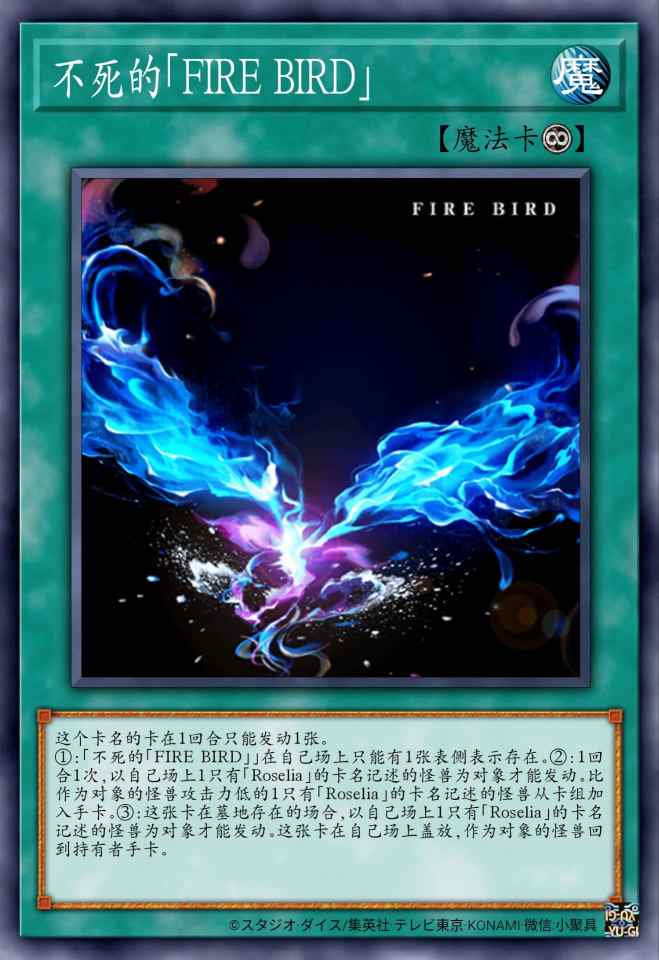 不死的「FIRE BIRD」
魔
【魔法卡】
FIRE BIRD
这个卡名的卡在1回合只能发动1张。
①:「不死的「FIRE BIRD」」在自己场上只能有1张表侧表示存在。②:1回
合1次,以自己场上1只有「Roselia」的卡名记述的怪兽为对象才能发动。比
作为对象的怪兽攻击力低的1只有「Roselia」的卡名记述的怪兽从卡组加
入手卡。③:这张卡在墓地存在的场合,以自己场上1只有「Roselia」的卡名
记述的怪兽为对象才能发动。这张卡在自己场上盖放,作为对象的怪兽回
到持有者手卡。
©スタジオ·ダイス/集英社·テレビ東京·KONAMI·微信:小聚具
YU-GI